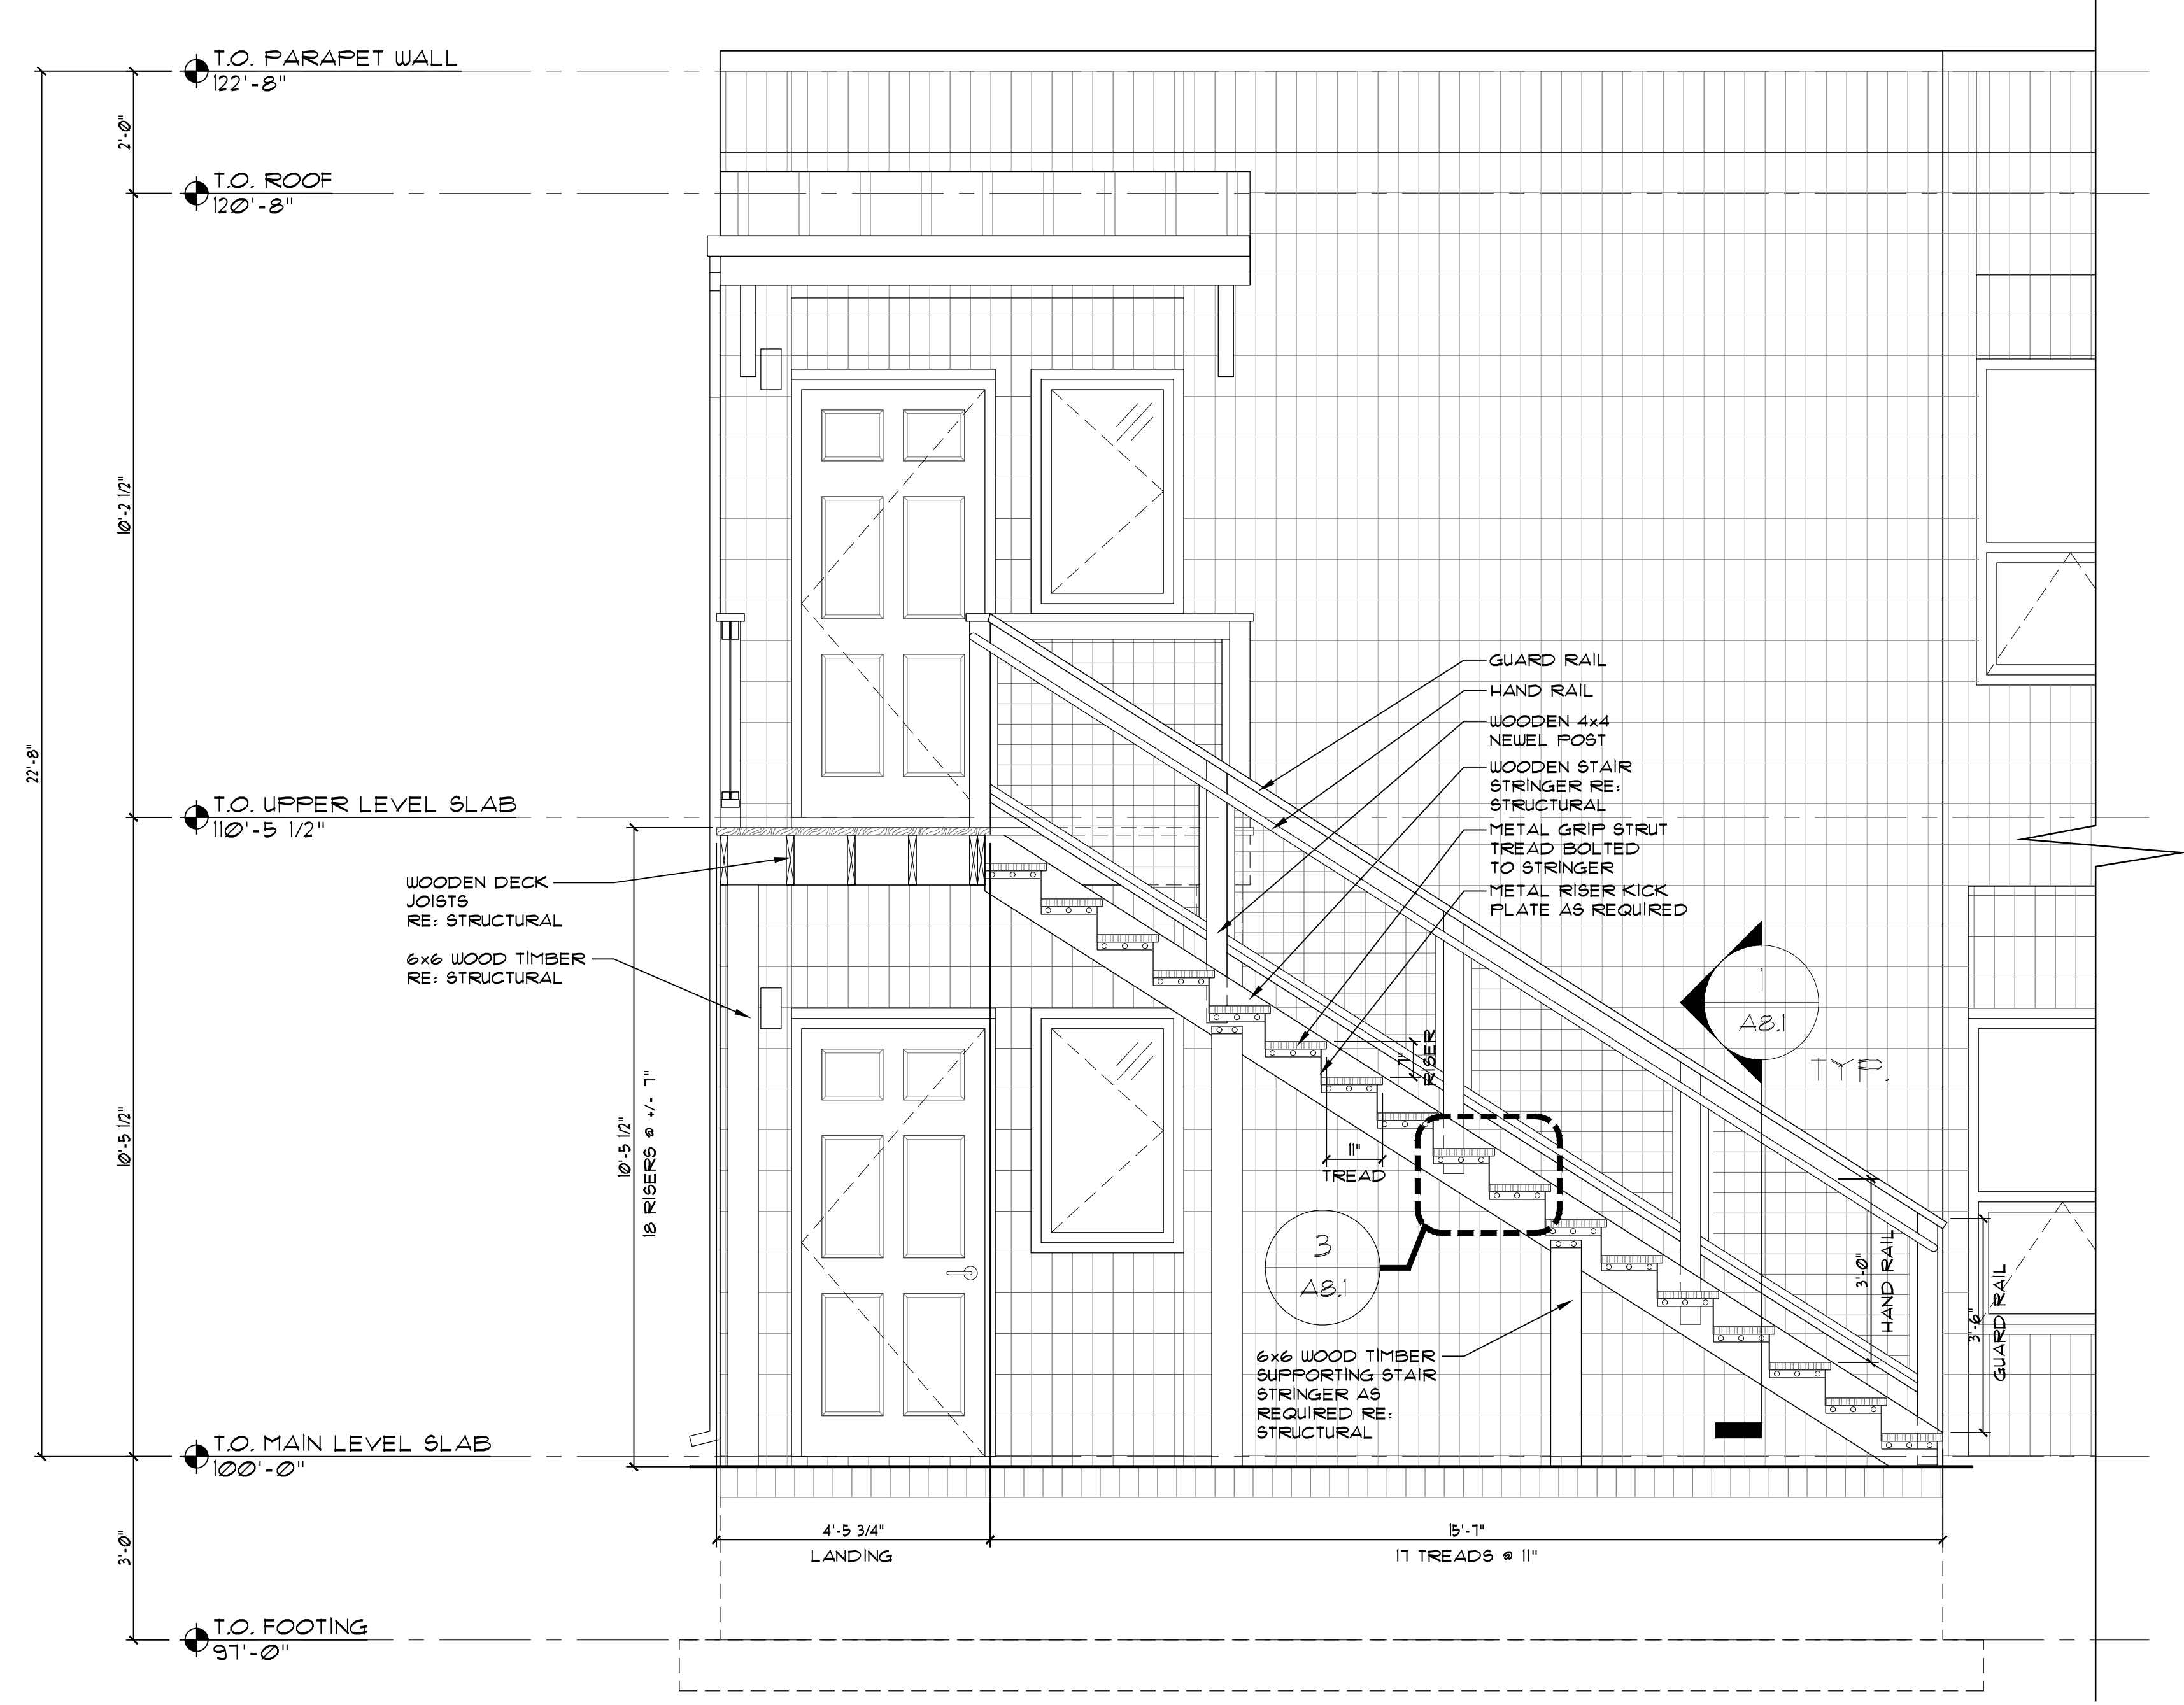 T.O. PARAPET WALL
122'-8"
2'-0"
T.O. ROOF
120'-8"
10'-2 1/2"
22'-8"
T.O. UPPER LEVEL SLAB
110'-5 1/2"
GUARD RAIL
HAND RAIL
WOODEN 4x4
NEWEL POST
WOODEN STAIR
STRINGER RE:
STRUCTURAL
METAL GRIP STRUT
TREAD BOLTED
TO STRINGER
METAL RISER KICK
PLATE AS REQUIRED
WOODEN DECK
JOISTS
RE: STRUCTURAL
6x6 WOOD TIMBER
RE: STRUCTURAL
1
A8.1
TYP.
7"
RISER
11"
TREAD
10'-5 1/2"
10'-5 1/2"
18 RISERS @ +/- 7"
3
A8.1
3'-0"
HAND RAIL
3'-6"
GUARD RAIL
6x6 WOOD TIMBER
SUPPORTING STAIR
STRINGER AS
REQUIRED RE:
STRUCTURAL
T.O. MAIN LEVEL SLAB
100'-0"
4'-5 3/4"
LANDING
15'-7"
17 TREADS @ 11"
3'-0"
T.O. FOOTING
97'-0"